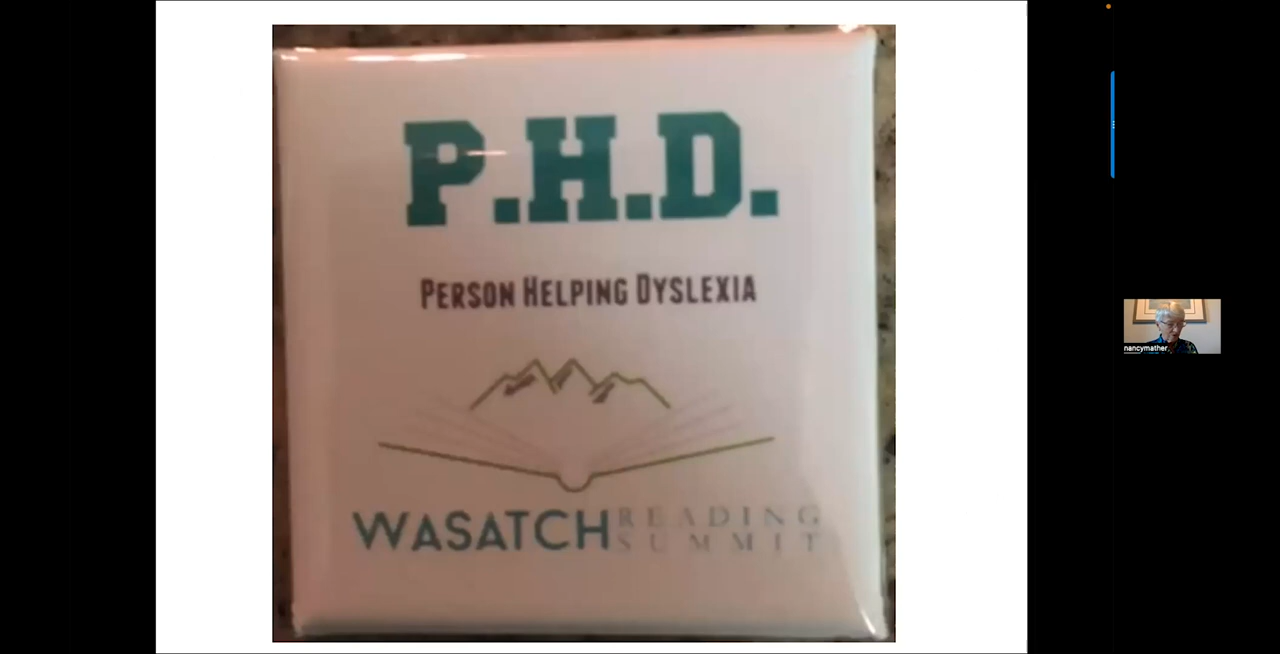 P.H.D.
PERSON HELPING DYSLEXIA
WASATCH READING SUMMIT
nancymather